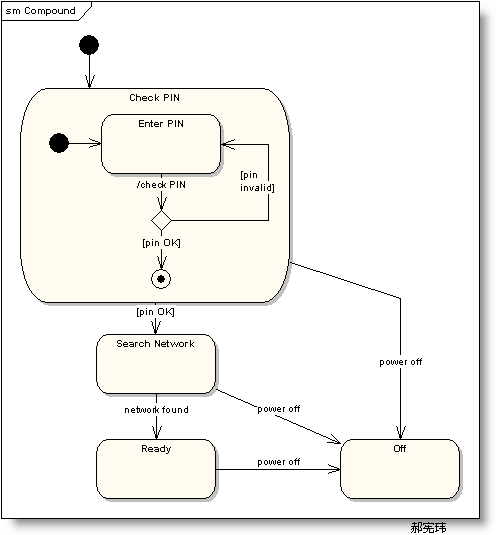 sm Compound
Check PIN
Enter PIN
/check PIN
[pin
invalid]
[pin OK]
[pin OK]
Search Network
power off
network found
power off
Ready
power off
Off
郝宪玮